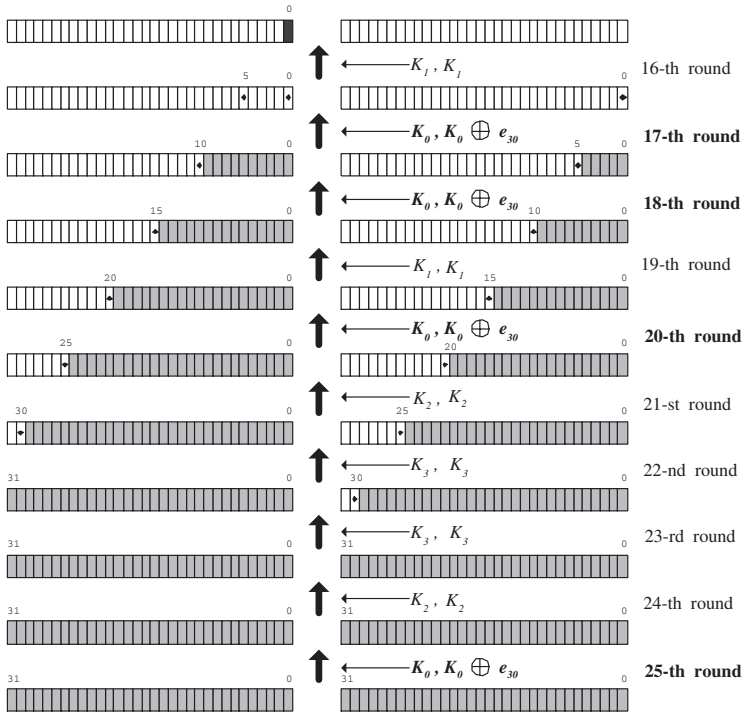 0
K₁ , K₁ 16-th round
5 0 0
K₀ , K₀ ⊕ e₃₀ 17-th round
10 0 5 0
K₀ , K₀ ⊕ e₃₀ 18-th round
15 0 10 0
K₁ , K₁ 19-th round
20 0 15 0
K₀ , K₀ ⊕ e₃₀ 20-th round
25 0 20 0
K₂ , K₂ 21-st round
30 0 25 0
K₃ , K₃ 22-nd round
31 0 30 0
K₃ , K₃ 23-rd round
31 0 31 0
K₂ , K₂ 24-th round
31 0 31 0
K₀ , K₀ ⊕ e₃₀ 25-th round
31 0 31 0